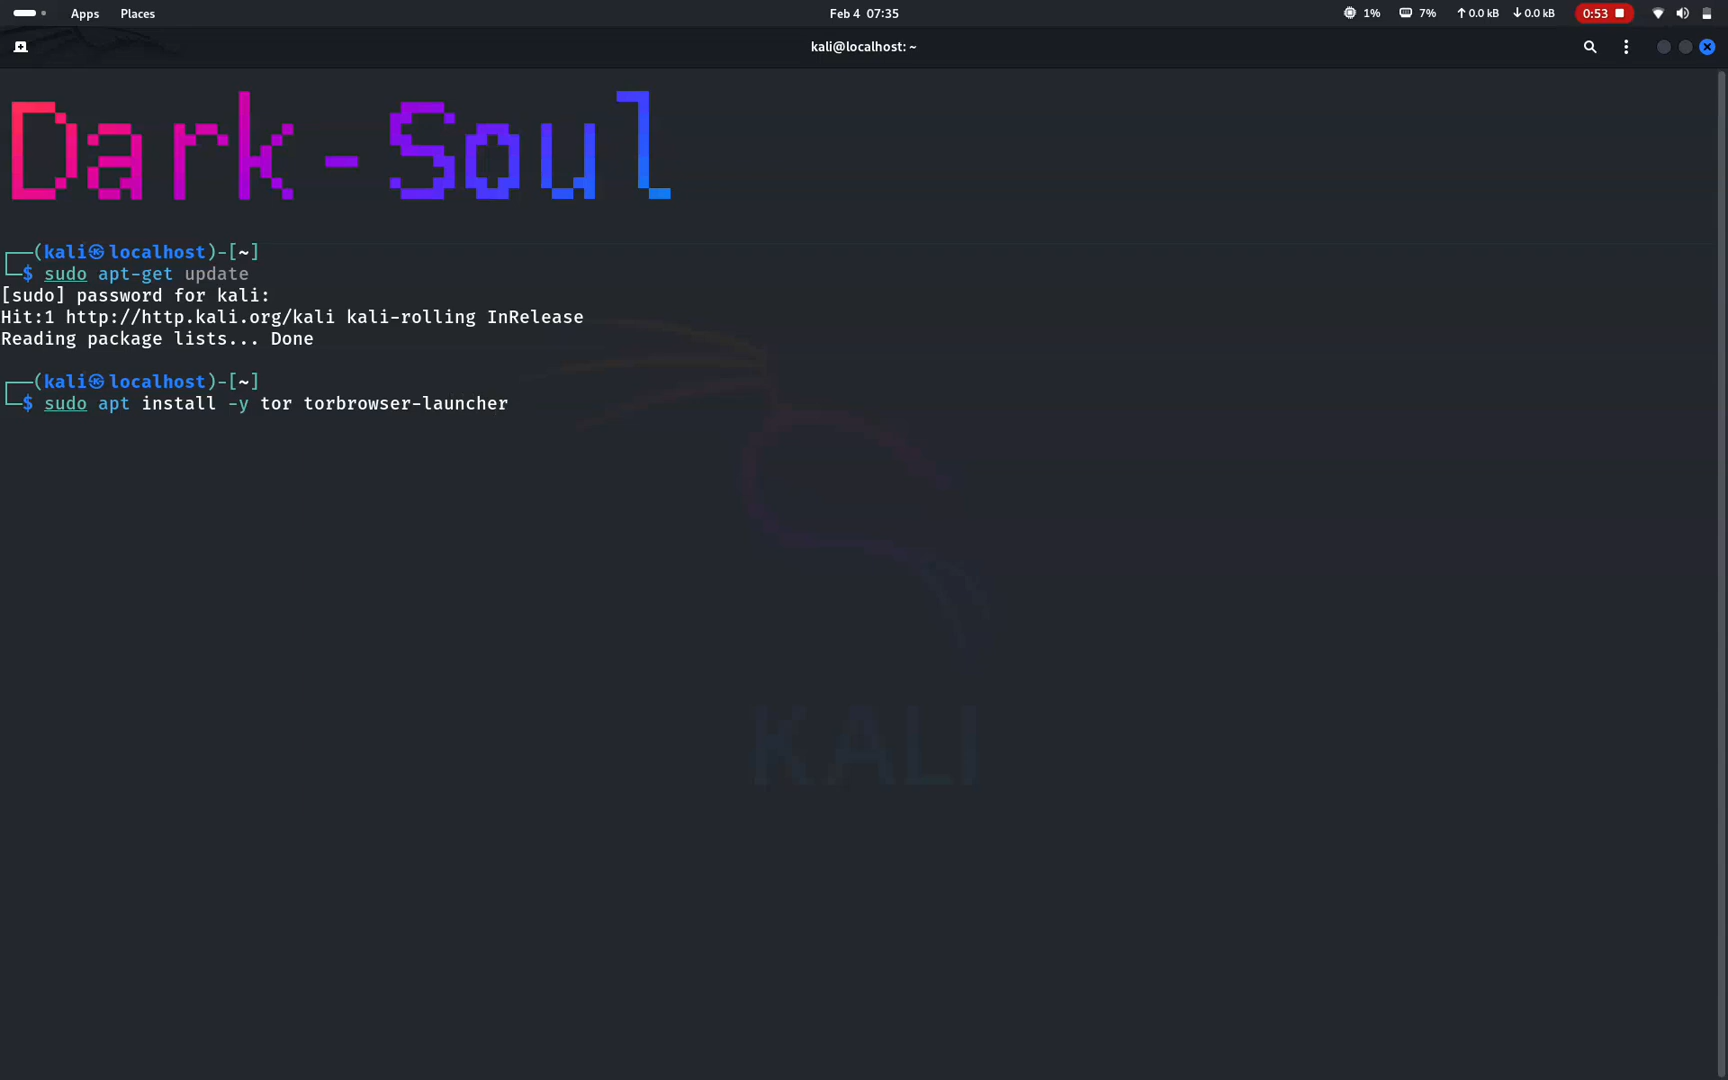 Apps Places Feb 4 07:35 1% 7% ↑0.0 kB ↓0.0 kB 0:53
kali@localhost: ~
Dark-Soul
┌──(kali㉿localhost)-[~]
└─$ sudo apt-get update
[sudo] password for kali:
Hit:1 http://http.kali.org/kali kali-rolling InRelease
Reading package lists... Done
┌──(kali㉿localhost)-[~]
└─$ sudo apt install -y tor torbrowser-launcher
KALI